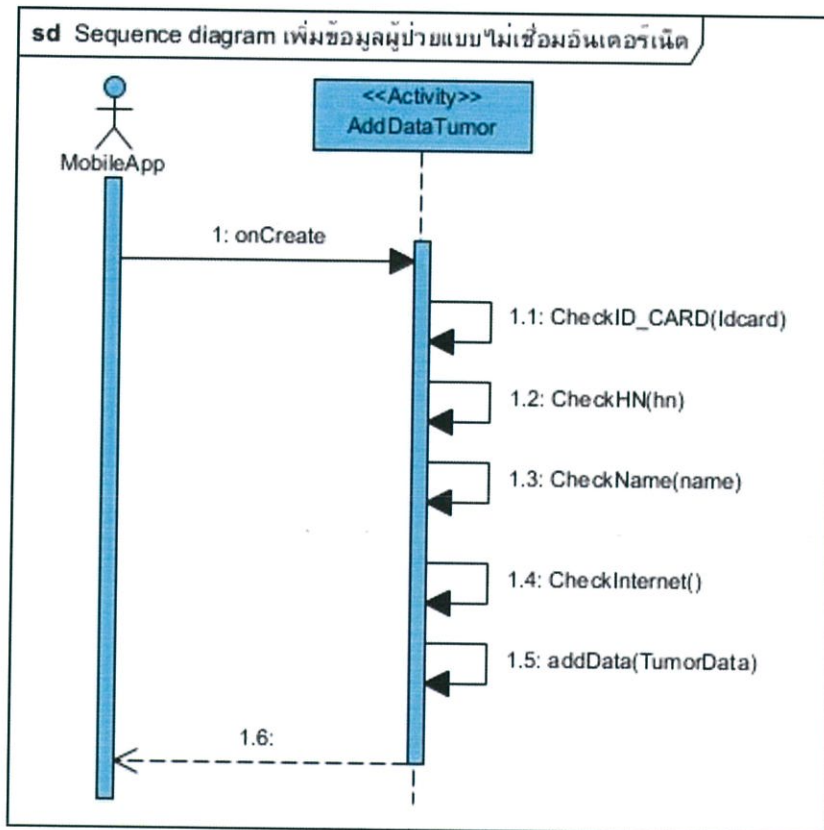 sd Sequence diagram เพิ่มข้อมูลผู้ป่วยแบบไม่เชื่อมอินเตอร์เน็ต
<<Activity>>
AddDataTumor
MobileApp
1: onCreate
1.1: CheckID_CARD(Idcard)
1.2: CheckHN(hn)
1.3: CheckName(name)
1.4: CheckInternet()
1.5: addData(TumorData)
1.6: